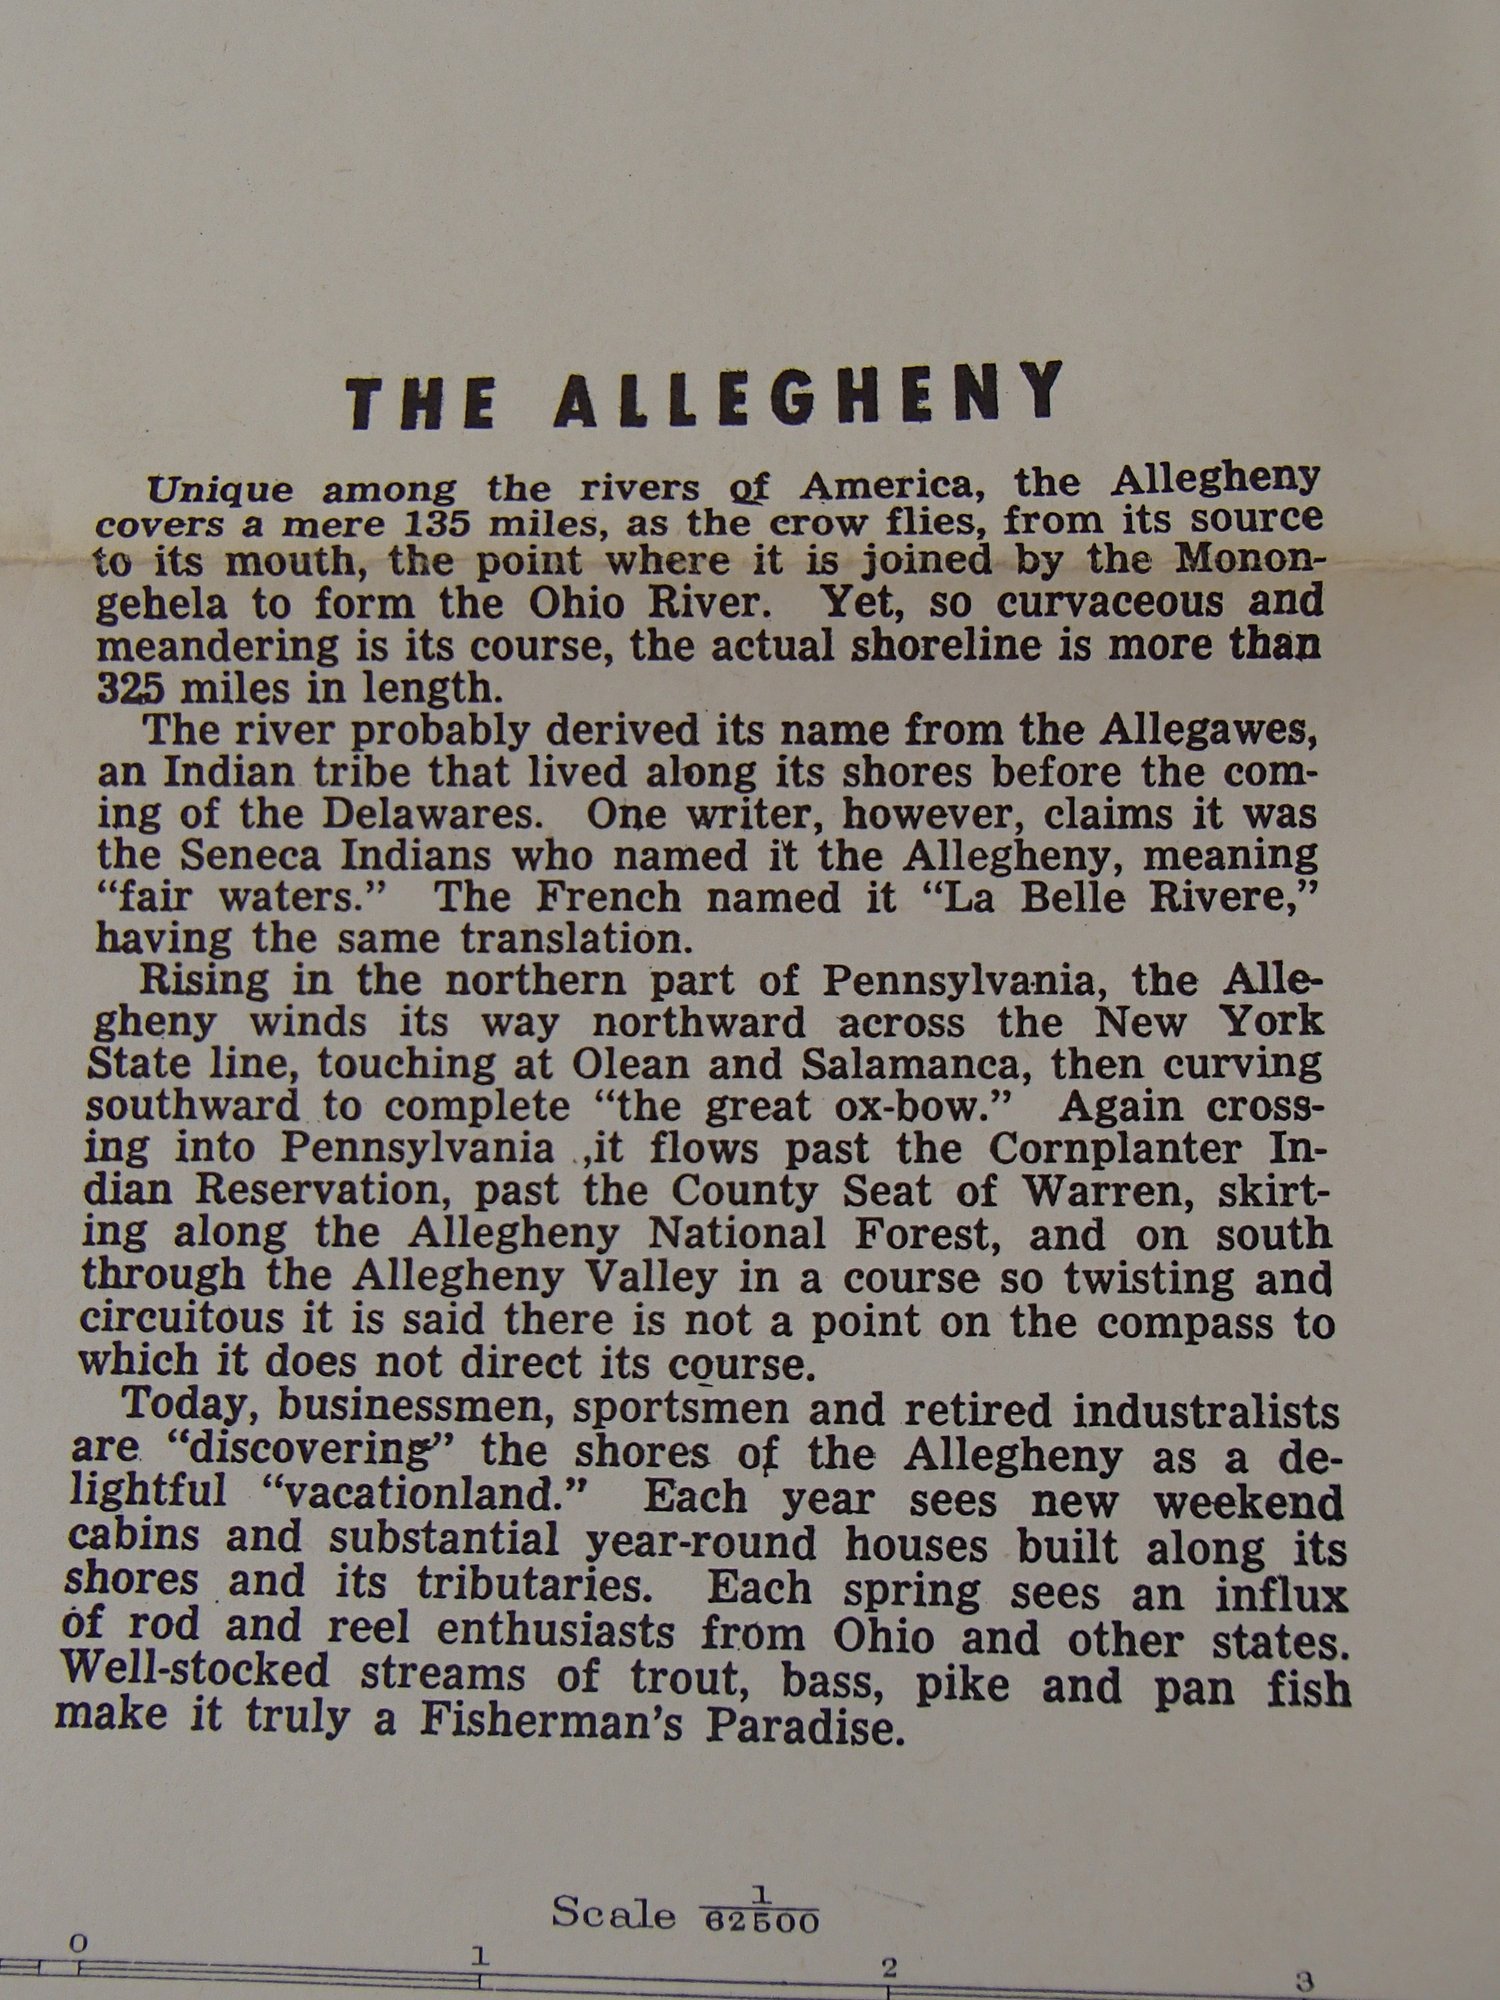 THE ALLEGHENY
Unique among the rivers of America, the Allegheny
covers a mere 135 miles, as the crow flies, from its source
to its mouth, the point where it is joined by the Monon-
gehela to form the Ohio River. Yet, so curvaceous and
meandering is its course, the actual shoreline is more than
325 miles in length.
The river probably derived its name from the Allegawes,
an Indian tribe that lived along its shores before the com-
ing of the Delawares. One writer, however, claims it was
the Seneca Indians who named it the Allegheny, meaning
“fair waters.” The French named it “La Belle Rivere,”
having the same translation.
Rising in the northern part of Pennsylvania, the Alle-
gheny winds its way northward across the New York
State line, touching at Olean and Salamanca, then curving
southward to complete “the great ox-bow.” Again cross-
ing into Pennsylvania ,it flows past the Cornplanter In-
dian Reservation, past the County Seat of Warren, skirt-
ing along the Allegheny National Forest, and on south
through the Allegheny Valley in a course so twisting and
circuitous it is said there is not a point on the compass to
which it does not direct its course.
Today, businessmen, sportsmen and retired industralists
are “discovering” the shores of the Allegheny as a de-
lightful “vacationland.” Each year sees new weekend
cabins and substantial year-round houses built along its
shores and its tributaries. Each spring sees an influx
of rod and reel enthusiasts from Ohio and other states.
Well-stocked streams of trout, bass, pike and pan fish
make it truly a Fisherman’s Paradise.
Scale 1/62500
0 1 2 3